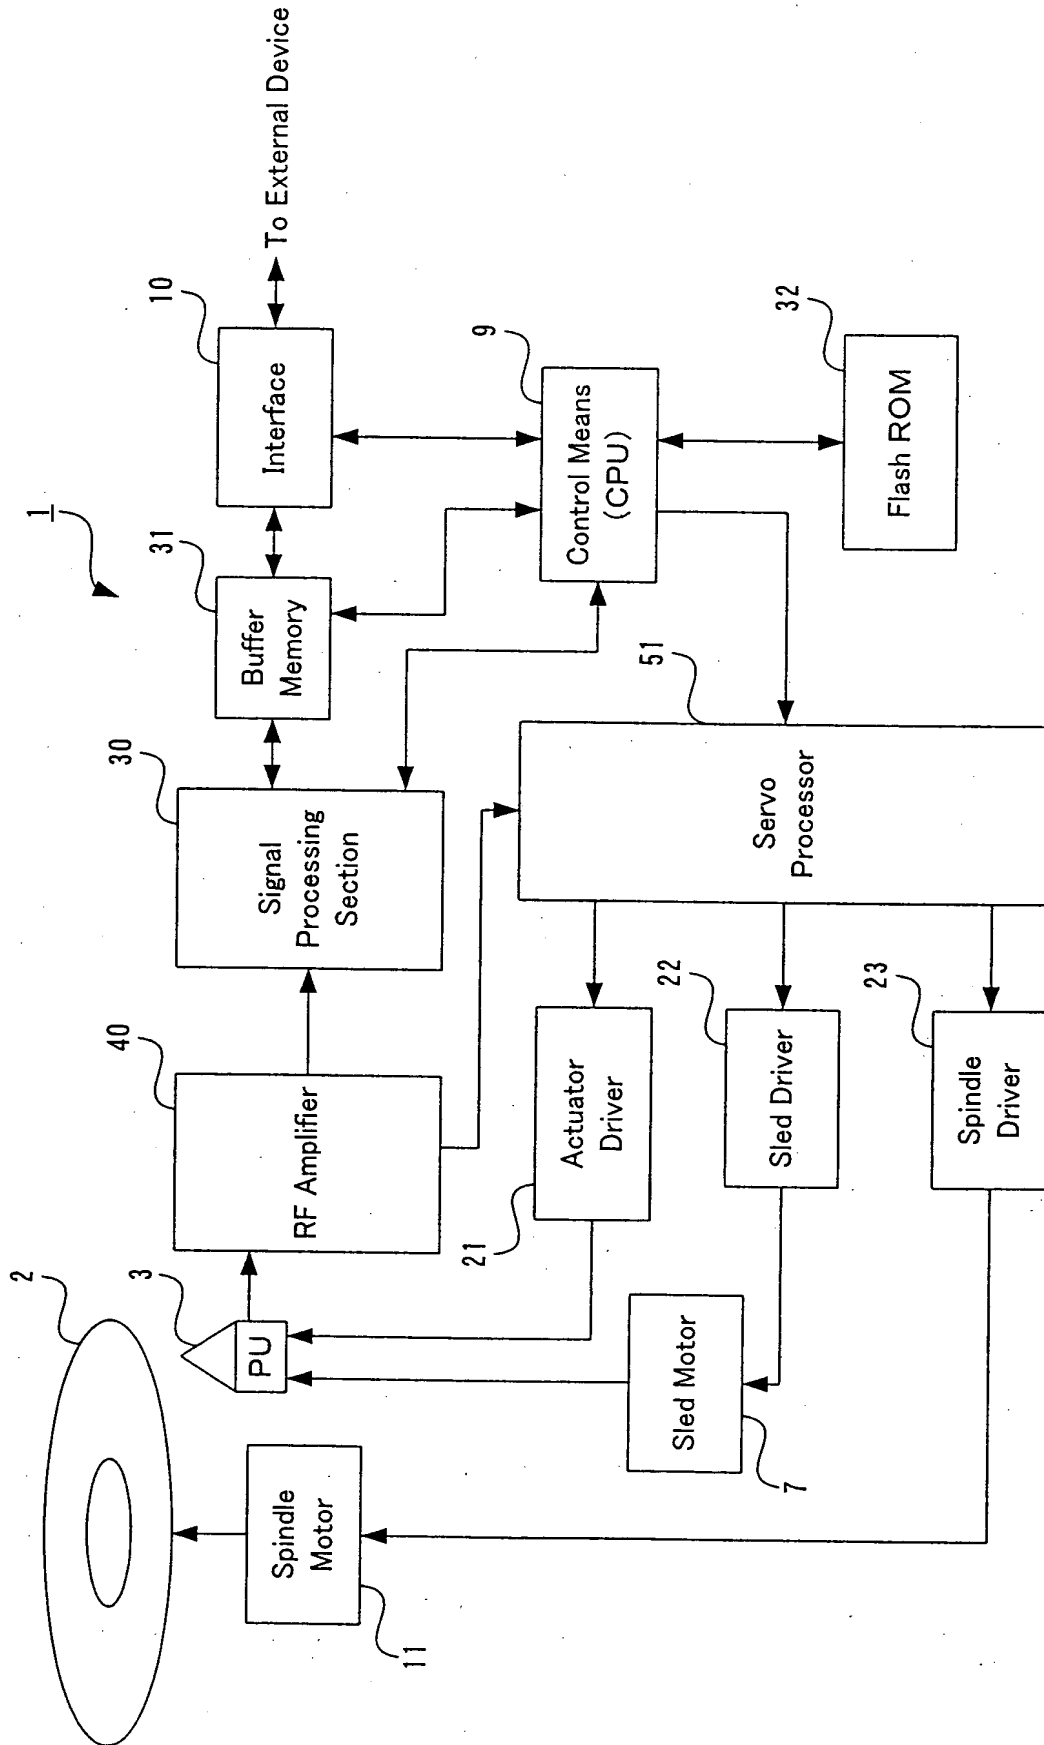 1
2
Spindle
Motor
11
3
PU
40
RF Amplifier
30
Signal
Processing
Section
31
Buffer
Memory
10
Interface
To External Device
9
Control Means
(CPU)
32
Flash ROM
51
Servo
Processor
21
Actuator
Driver
22
Sled Driver
23
Spindle
Driver
Sled Motor
7